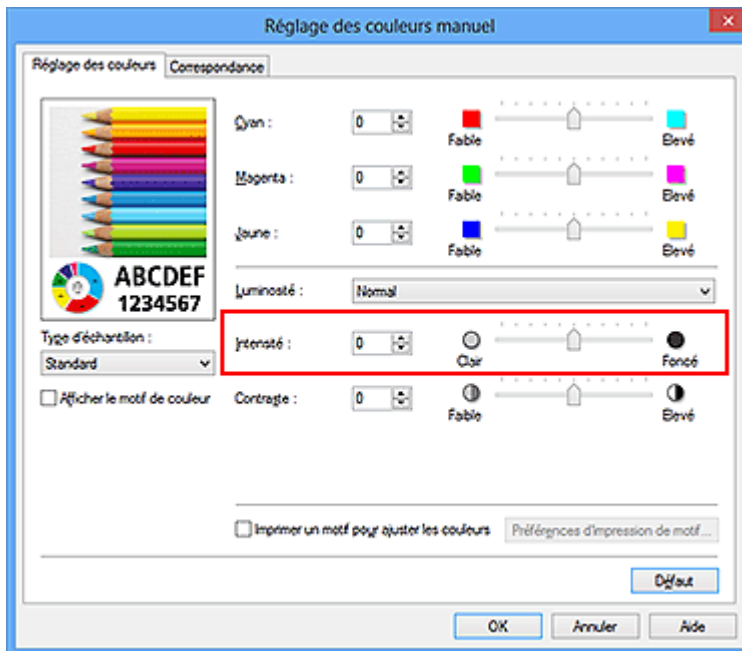 Réglage des couleurs manuel
Réglage des couleurs
Correspondance
ABCDEF
1234567
Type d'échantillon :
Standard
Afficher le motif de couleur
Cyan :
0
Faible
Elevé
Magenta :
0
Faible
Elevé
Jaune :
0
Faible
Elevé
Luminosité :
Normal
Intensité :
0
Clair
Foncé
Contraste :
0
Faible
Elevé
Imprimer un motif pour ajuster les couleurs
Préférences d'impression de motif...
Défaut
OK
Annuler
Aide